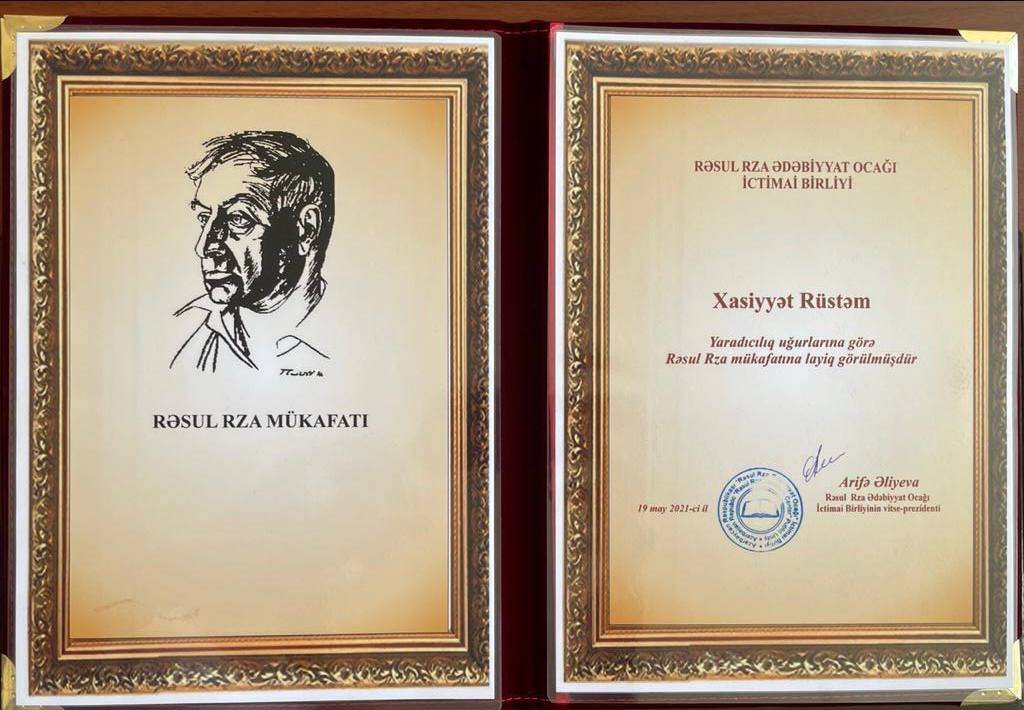 RƏSUL RZA MÜKAFATI
RƏSUL RZA ƏDƏBİYYAT OCAĞI
İCTİMAİ BİRLİYİ
Xasiyyət Rüstəm
Yaradıcılıq uğurlarına görə
Rəsul Rza mükafatına layiq görülmüşdür
19 may 2021-ci il
Arifə Əliyeva
Rəsul Rza Ədəbiyyat Ocağı
İctimai Birliyinin vitse-prezidenti